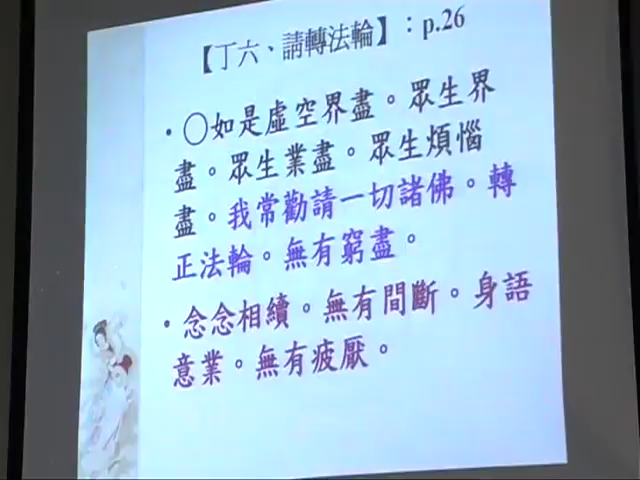 【丁六、請轉法輪】：p.26
•○如是虛空界盡。眾生界
盡。眾生業盡。眾生煩惱
盡。我常勸請一切諸佛。轉
正法輪。無有窮盡。
•念念相續。無有間斷。身語
意業。無有疲厭。